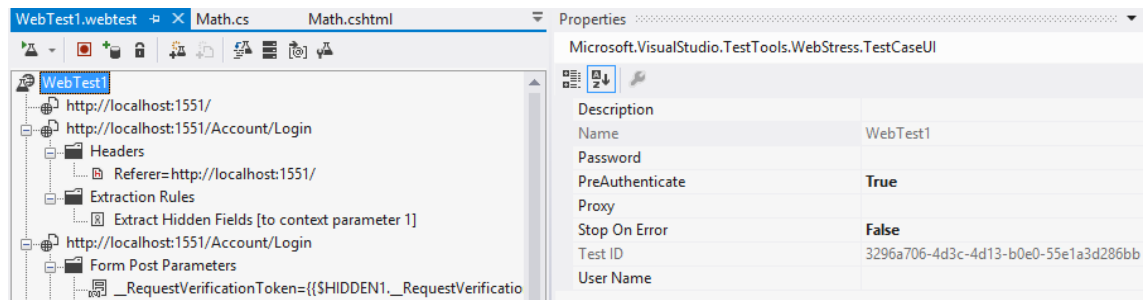 WebTest1.webtest Math.cs Math.cshtml
WebTest1
http://localhost:1551/
http://localhost:1551/Account/Login
Headers
Referer=http://localhost:1551/
Extraction Rules
Extract Hidden Fields [to context parameter 1]
http://localhost:1551/Account/Login
Form Post Parameters
__RequestVerificationToken={{$HIDDEN1.__RequestVerificatio
Properties
Microsoft.VisualStudio.TestTools.WebStress.TestCaseUI
Description
Name WebTest1
Password
PreAuthenticate True
Proxy
Stop On Error False
Test ID 3296a706-4d3c-4d13-b0e0-55e1a3d286bb
User Name